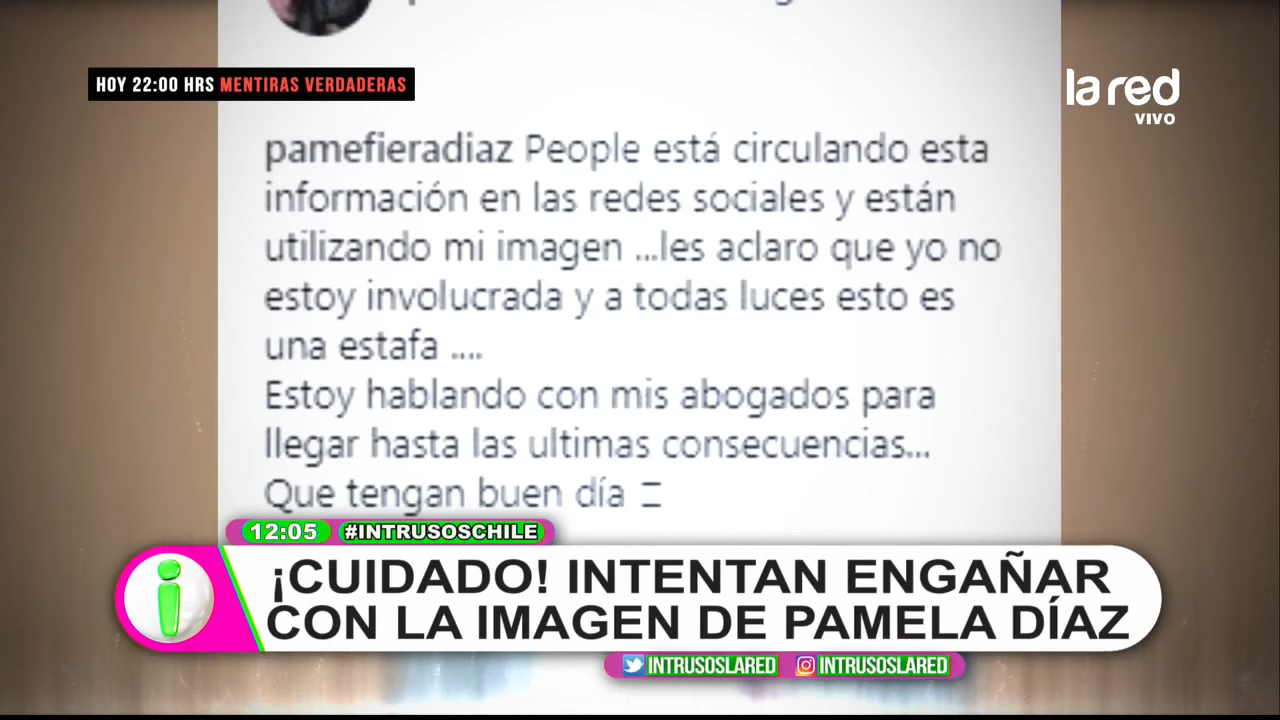 HOY 22:00 HRS MENTIRAS VERDADERAS
la red
VIVO
pamefieradiaz People está circulando esta
información en las redes sociales y están
utilizando mi imagen ...les aclaro que yo no
estoy involucrada y a todas luces esto es
una estafa ....
Estoy hablando con mis abogados para
llegar hasta las ultimas consecuencias...
Que tengan buen día
12:05 #INTRUSOSCHILE
¡CUIDADO! INTENTAN ENGAÑAR
CON LA IMAGEN DE PAMELA DÍAZ
INTRUSOSLARED INTRUSOSLARED